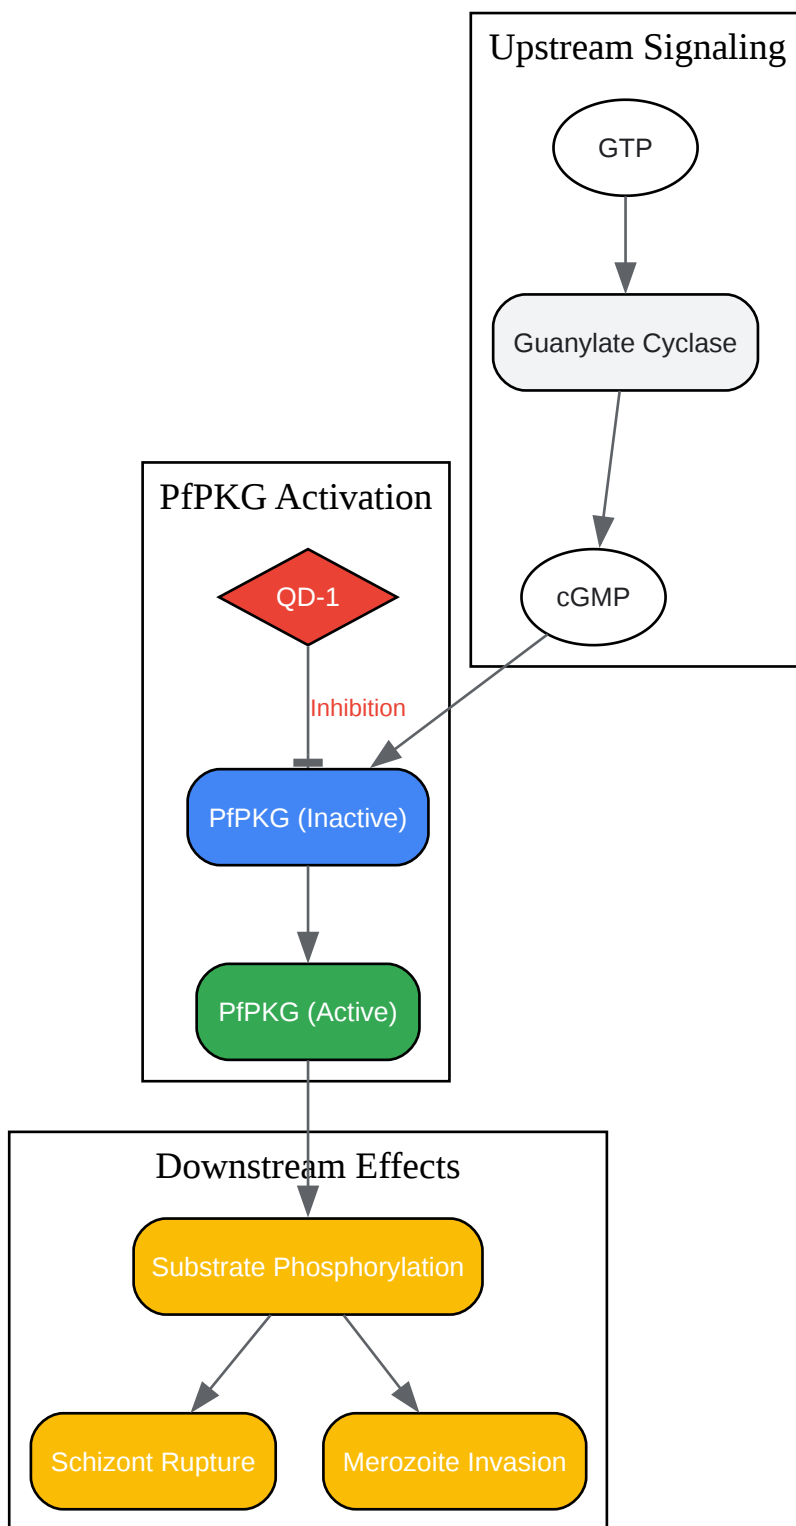 Upstream Signaling
GTP
Guanylate Cyclase
cGMP
PfPKG Activation
QD-1
Inhibition
PfPKG (Inactive)
PfPKG (Active)
Downstream Effects
Substrate Phosphorylation
Schizont Rupture
Merozoite Invasion